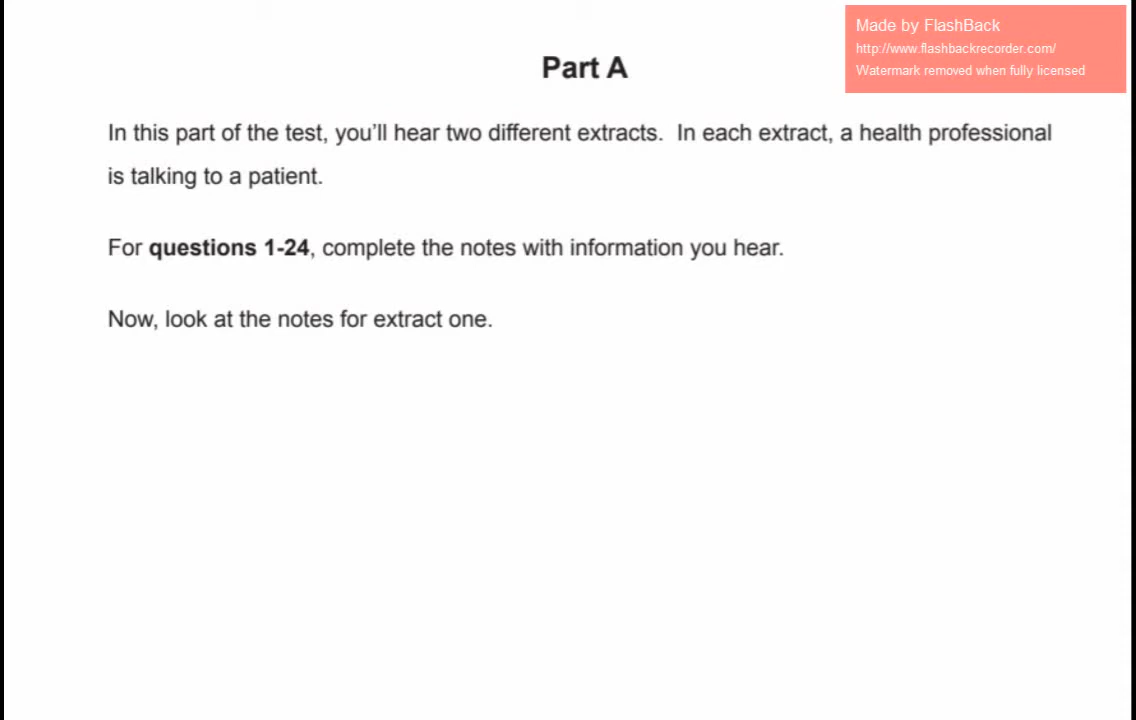 Made by FlashBack
http://www.flashbackrecorder.com/
Watermark removed when fully licensed
Part A
In this part of the test, you'll hear two different extracts.  In each extract, a health professional
is talking to a patient.
For questions 1-24, complete the notes with information you hear.
Now, look at the notes for extract one.